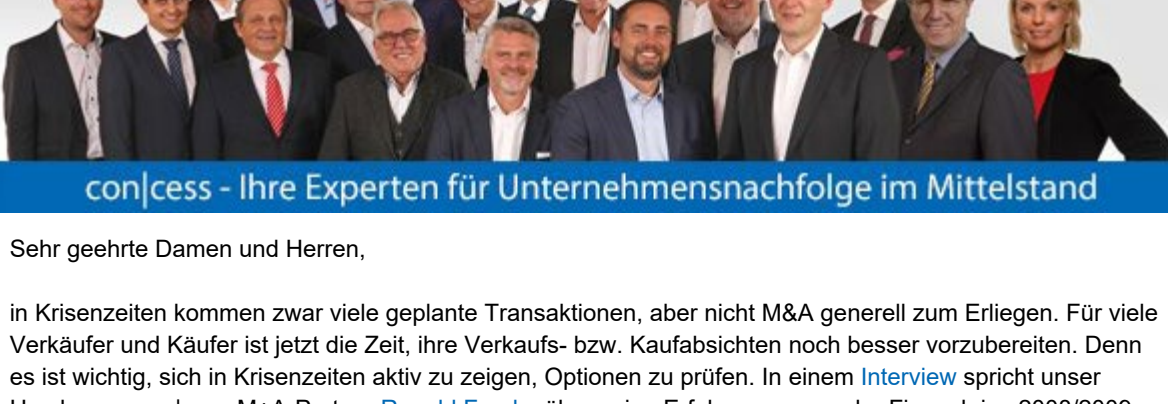 con|cess - Ihre Experten für Unternehmensnachfolge im Mittelstand
Sehr geehrte Damen und Herren,
in Krisenzeiten kommen zwar viele geplante Transaktionen, aber nicht M&A generell zum Erliegen. Für viele
Verkäufer und Käufer ist jetzt die Zeit, ihre Verkaufs- bzw. Kaufabsichten noch besser vorzubereiten. Denn
es ist wichtig, sich in Krisenzeiten aktiv zu zeigen, Optionen zu prüfen. In einem Interview spricht unser